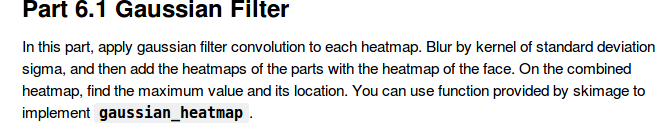 Part 6.1 Gaussian Filter
In this part, apply gaussian filter convolution to each heatmap. Blur by kernel of standard deviation
sigma, and then add the heatmaps of the parts with the heatmap of the face. On the combined
heatmap, find the maximum value and its location. You can use function provided by skimage to
implement gaussian_heatmap .